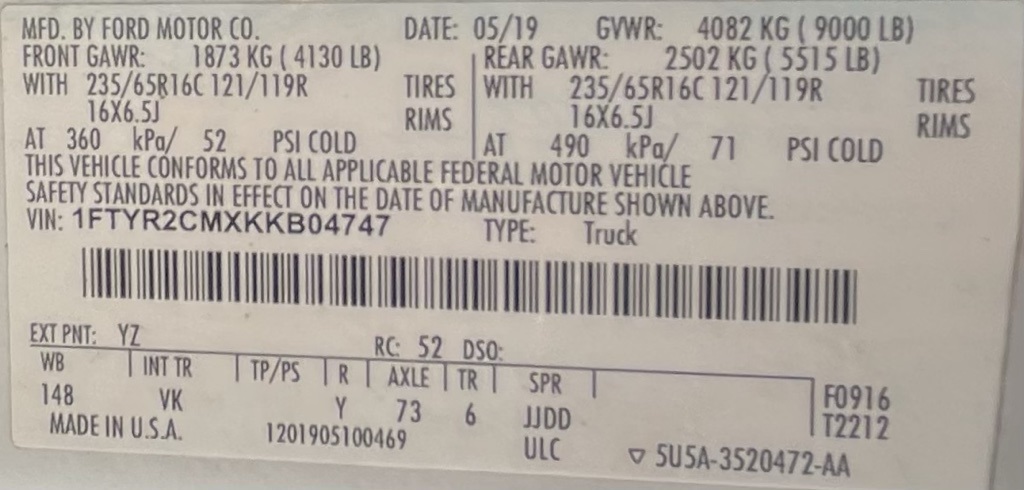 MFD. BY FORD MOTOR CO. DATE: 05/19 GVWR: 4082 KG ( 9000 LB)
FRONT GAWR: 1873 KG ( 4130 LB) REAR GAWR: 2502 KG ( 5515 LB)
WITH 235/65R16C 121/119R TIRES WITH 235/65R16C 121/119R TIRES
16X6.5J RIMS 16X6.5J RIMS
AT 360 kPa/ 52 PSI COLD AT 490 kPa/ 71 PSI COLD
THIS VEHICLE CONFORMS TO ALL APPLICABLE FEDERAL MOTOR VEHICLE
SAFETY STANDARDS IN EFFECT ON THE DATE OF MANUFACTURE SHOWN ABOVE.
VIN: 1FTYR2CMXKKB04747 TYPE: Truck
EXT PNT: YZ RC: 52 DSO:
WB INT TR TP/PS R AXLE TR SPR F0916
148 VK Y 73 6 JJDD T2212
MADE IN U.S.A. 1201905100469 ULC ▽ 5U5A-3520472-AA